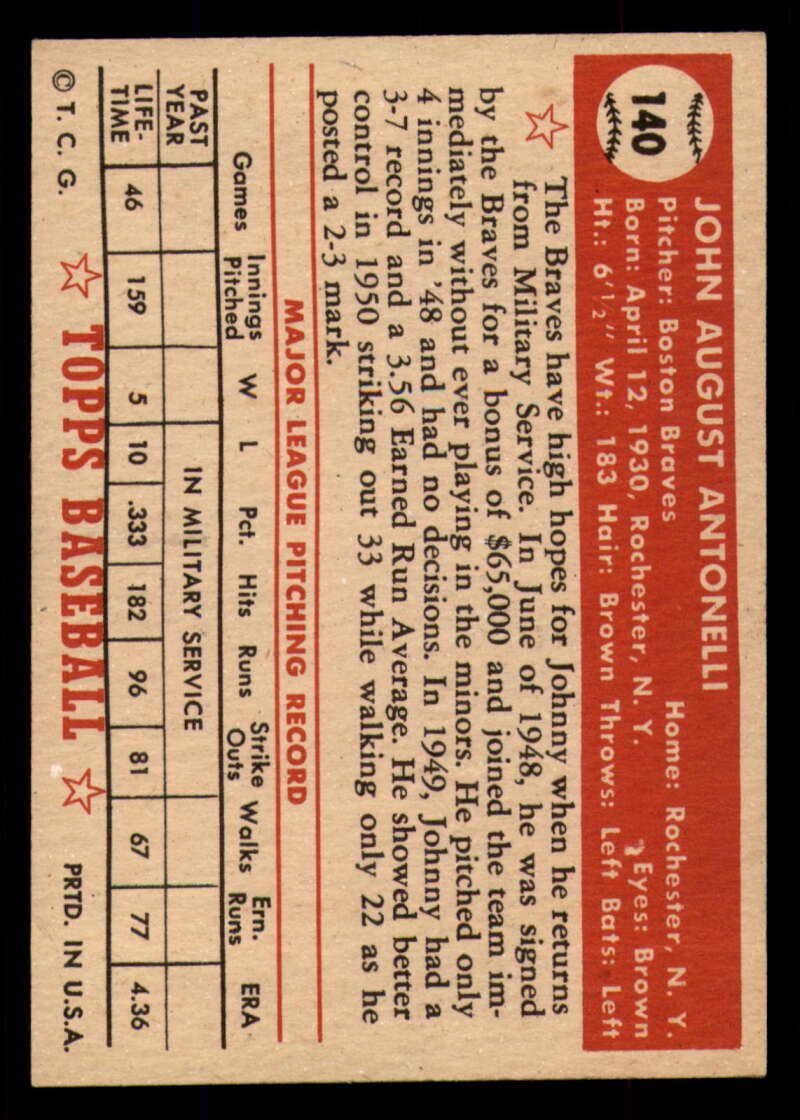 140
JOHN AUGUST ANTONELLI
Pitcher: Boston Braves Home: Rochester, N. Y.
Born: April 12, 1930, Rochester, N. Y. Eyes: Brown
Ht.: 6'½" Wt.: 183 Hair: Brown Throws: Left Bats: Left
The Braves have high hopes for Johnny when he returns
from Military Service. In June of 1948, he was signed
by the Braves for a bonus of $65,000 and joined the team im-
mediately without ever playing in the minors. He pitched only
4 innings in '48 and had no decisions. In 1949, Johnny had a
3-7 record and a 3.56 Earned Run Average. He showed better
control in 1950 striking out 33 while walking only 22 as he
posted a 2-3 mark.
MAJOR LEAGUE PITCHING RECORD
Games Innings Pitched W L Pct. Hits Runs Strike Outs Walks Ern. Runs ERA
PAST YEAR IN MILITARY SERVICE
LIFE-TIME 46 159 5 10 .333 182 96 81 67 77 4.36
© T. C. G. TOPPS BASEBALL PRTD. IN U.S.A.